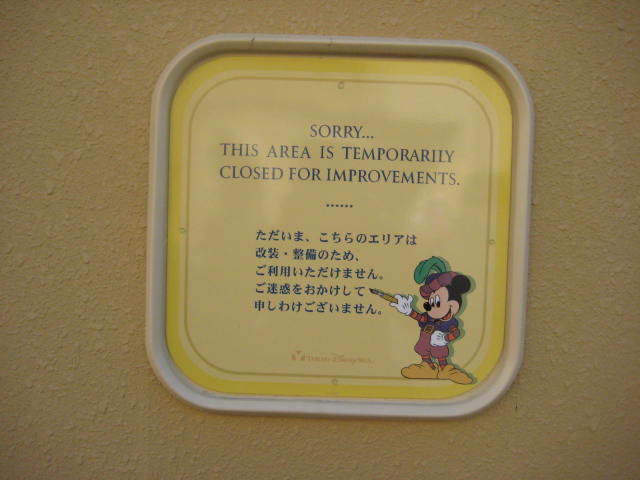 SORRY...
THIS AREA IS TEMPORARILY
CLOSED FOR IMPROVEMENTS.
......
ただいま、こちらのエリアは
改装・整備のため、
ご利用いただけません。
ご迷惑をおかけして
申しわけございません。
TOKYO DISNEYSEA